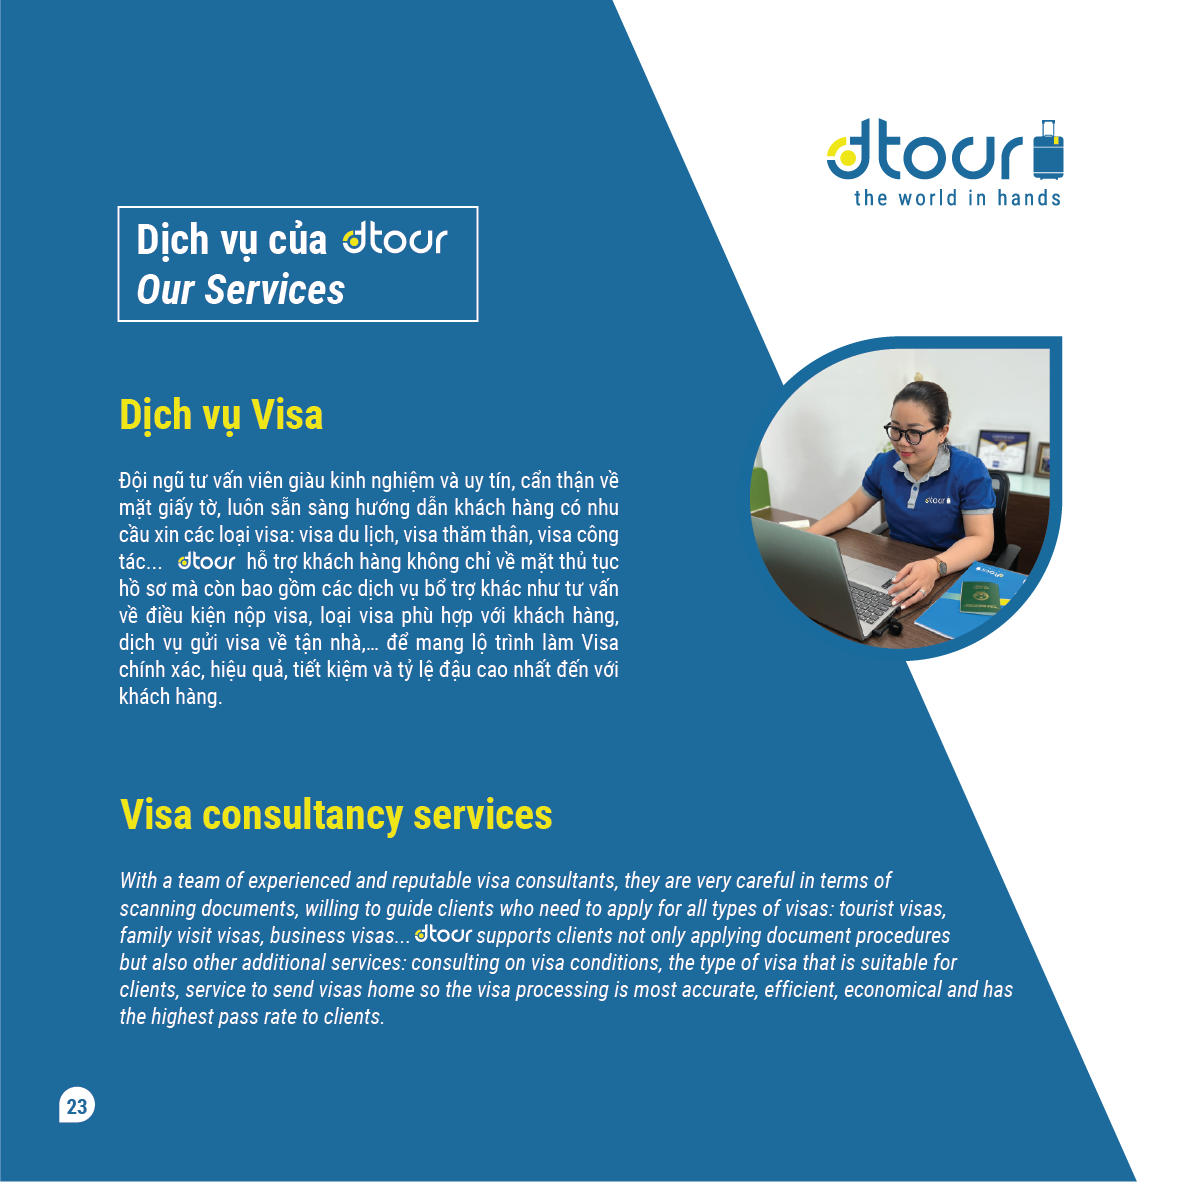 dtour
the world in hands
Dịch vụ của dtour
Our Services
Dịch vụ Visa
Đội ngũ tư vấn viên giàu kinh nghiệm và uy tín, cẩn thận về
mặt giấy tờ, luôn sẵn sàng hướng dẫn khách hàng có nhu
cầu xin các loại visa: visa du lịch, visa thăm thân, visa công
tác... dtour hỗ trợ khách hàng không chỉ về mặt thủ tục
hồ sơ mà còn bao gồm các dịch vụ bổ trợ khác như tư vấn
về điều kiện nộp visa, loại visa phù hợp với khách hàng,
dịch vụ gửi visa về tận nhà,... để mang lộ trình làm Visa
chính xác, hiệu quả, tiết kiệm và tỷ lệ đậu cao nhất đến với
khách hàng.
dtour
dtour
Visa consultancy services
With a team of experienced and reputable visa consultants, they are very careful in terms of
scanning documents, willing to guide clients who need to apply for all types of visas: tourist visas,
family visit visas, business visas... dtour supports clients not only applying document procedures
but also other additional services: consulting on visa conditions, the type of visa that is suitable for
clients, service to send visas home so the visa processing is most accurate, efficient, economical and has
the highest pass rate to clients.
23